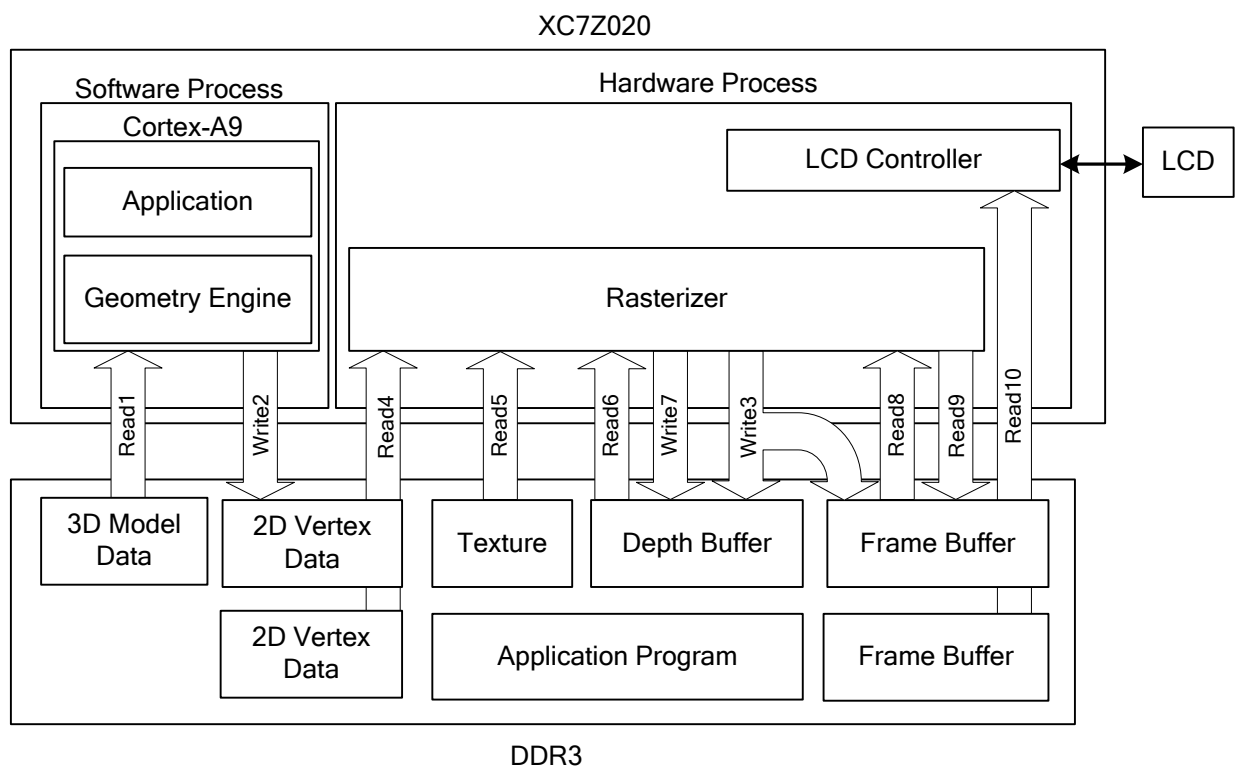 XC7Z020
Software Process
Hardware Process
Cortex-A9
LCD Controller
LCD
Application
Geometry Engine
Rasterizer
Read1
Write2
Read4
Read5
Read6
Write7
Write3
Read8
Read9
Read10
3D Model
Data
2D Vertex
Data
Texture
Depth Buffer
Frame Buffer
2D Vertex
Data
Application Program
Frame Buffer
DDR3